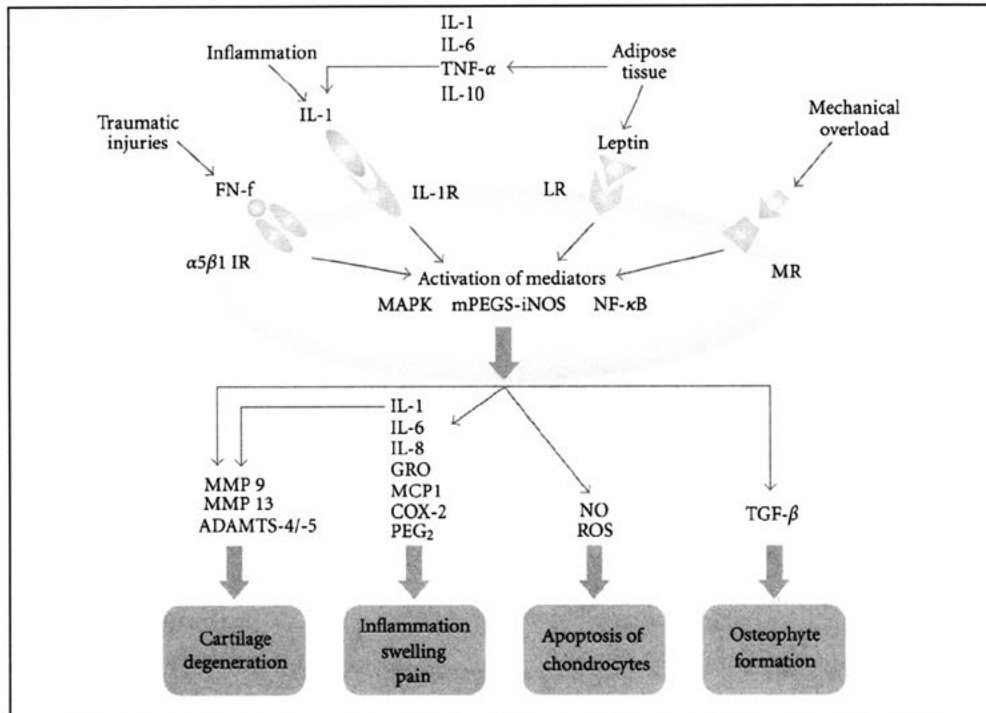 IL-1
IL-6
TNF-α
IL-10
Inflammation
Adipose
tissue
IL-1
Traumatic
injuries
Leptin
Mechanical
overload
FN-f
IL-1R
LR
α5β1 IR
MR
Activation of mediators
MAPK mPEGS-iNOS NF-κB
IL-1
IL-6
IL-8
GRO
MCP1
COX-2
PEG₂
MMP 9
MMP 13
ADAMTS-4/-5
NO
ROS
TGF-β
Cartilage
degeneration
Inflammation
swelling
pain
Apoptosis of
chondrocytes
Osteophyte
formation